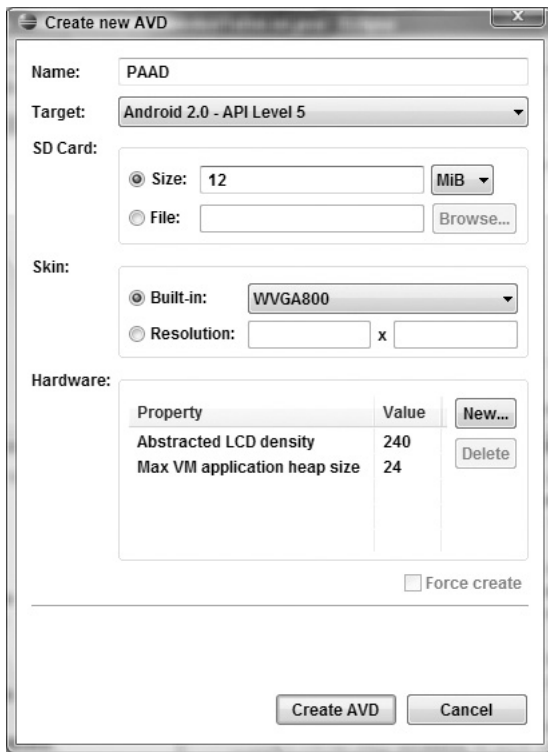 Create new AVD
x
Name: PAAD
Target: Android 2.0 - API Level 5
SD Card:
Size: 12 MiB
File: Browse...
Skin:
Built-in: WVGA800
Resolution: x
Hardware:
Property Value New...
Abstracted LCD density 240 Delete
Max VM application heap size 24
Force create
Create AVD Cancel